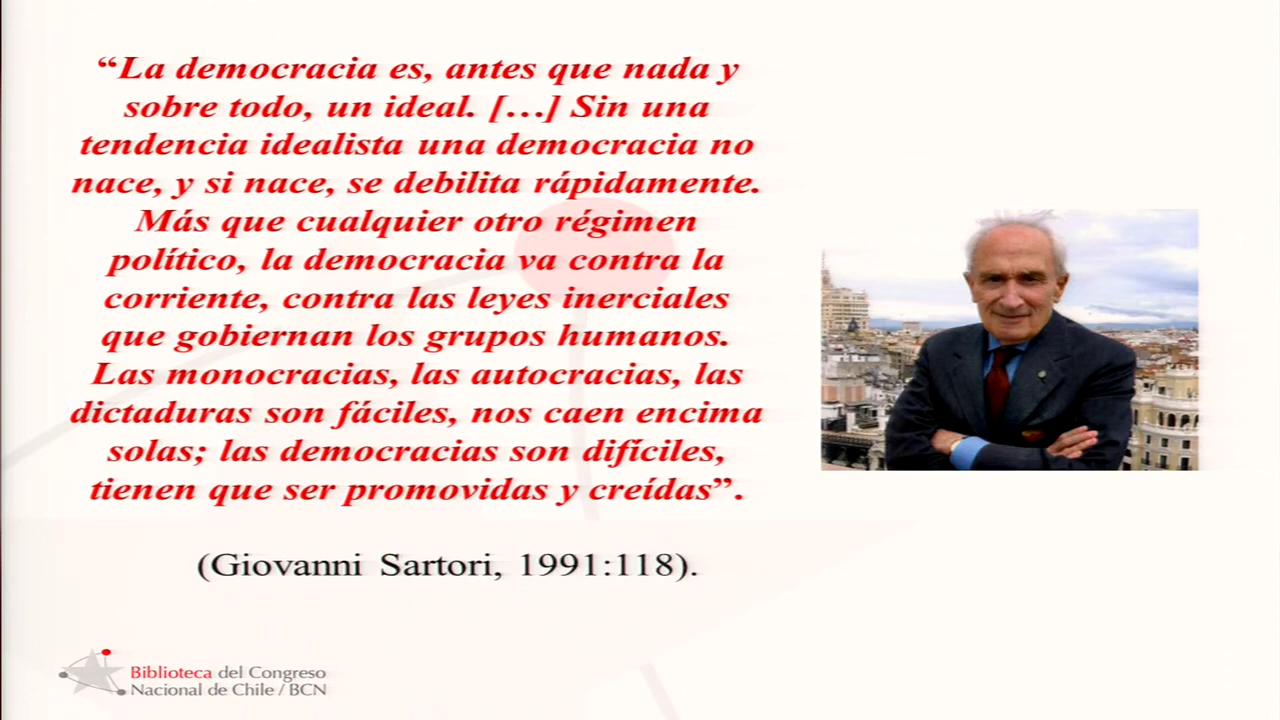 “La democracia es, antes que nada y
sobre todo, un ideal. […] Sin una
tendencia idealista una democracia no
nace, y si nace, se debilita rápidamente.
Más que cualquier otro régimen
político, la democracia va contra la
corriente, contra las leyes inerciales
que gobiernan los grupos humanos.
Las monocracias, las autocracias, las
dictaduras son fáciles, nos caen encima
solas; las democracias son difíciles,
tienen que ser promovidas y creídas”.
(Giovanni Sartori, 1991:118).
Biblioteca del Congreso
Nacional de Chile / BCN